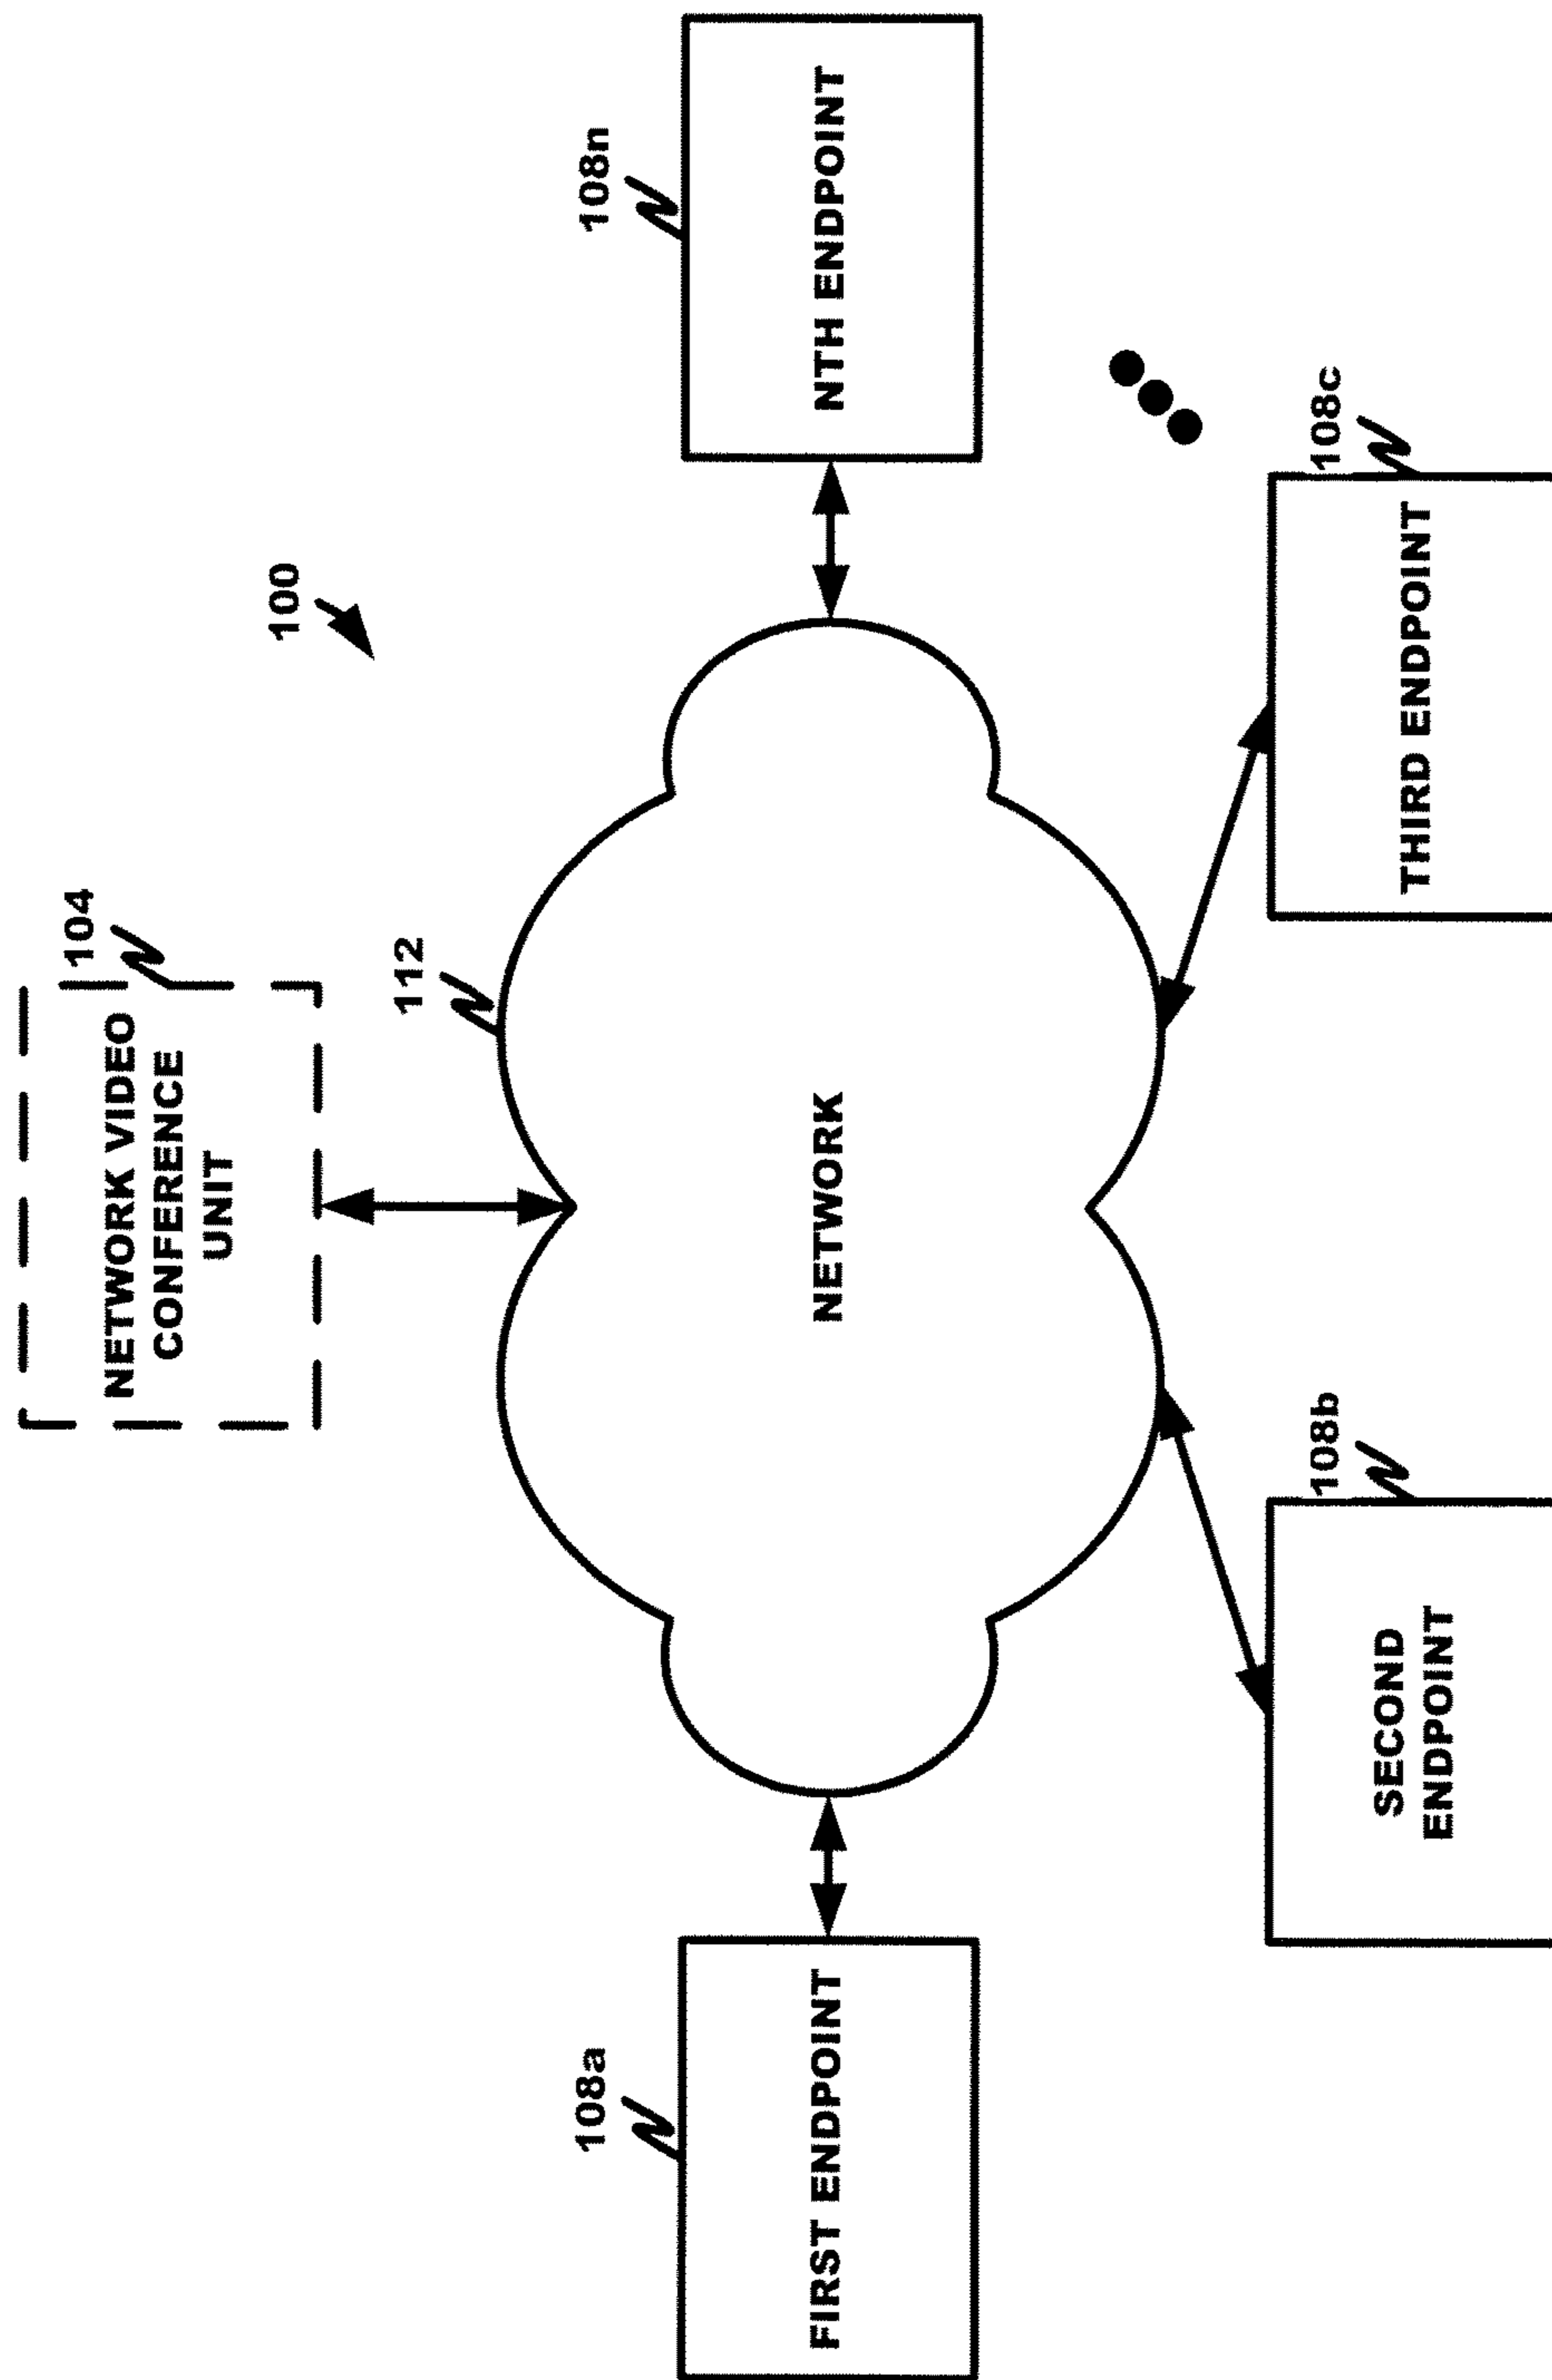 104
NETWORK VIDEO
CONFERENCE
UNIT
100
112
NETWORK
108a
FIRST ENDPOINT
108n
NTH ENDPOINT
108b
SECOND
ENDPOINT
108c
THIRD ENDPOINT